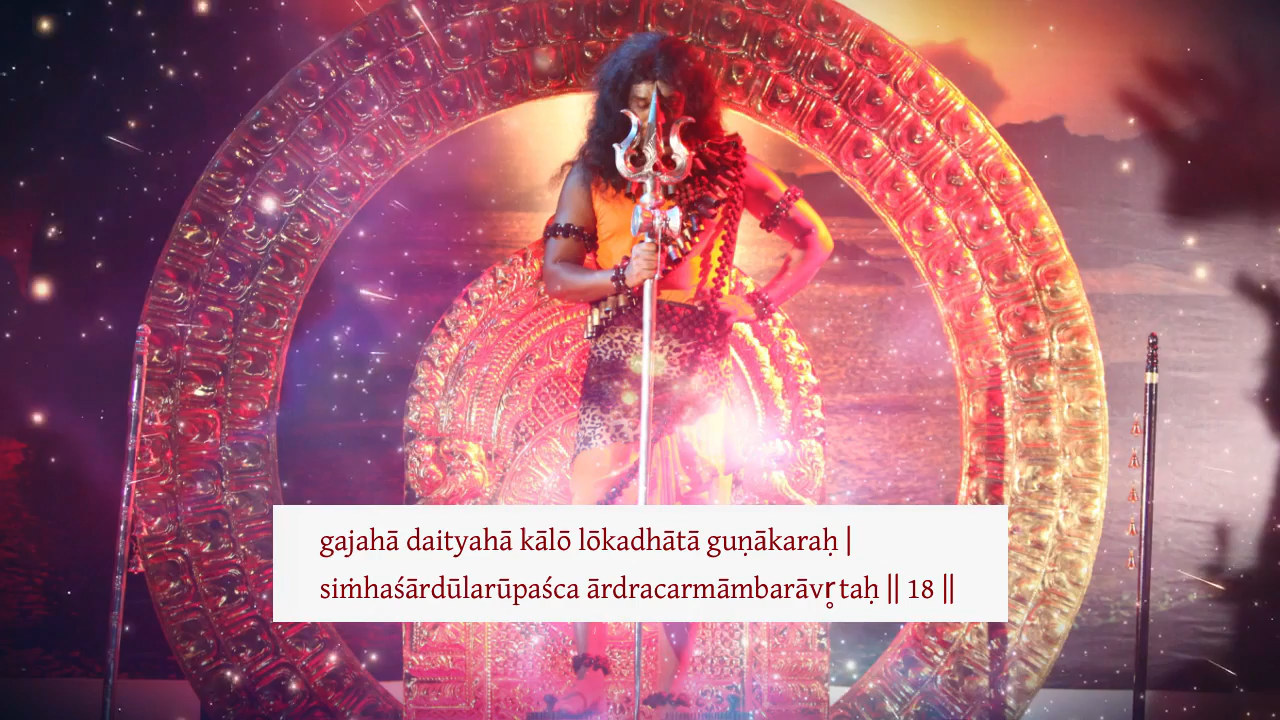 gajahā daityahā kālō lōkadhātā guṇākaraḥ |
siṁhaśārdūlarūpaśca ārdracarmāmbarāvr̥taḥ || 18 ||